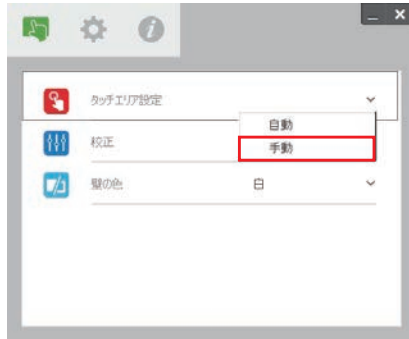 タッチエリア設定
自動
手動
校正
壁の色
白